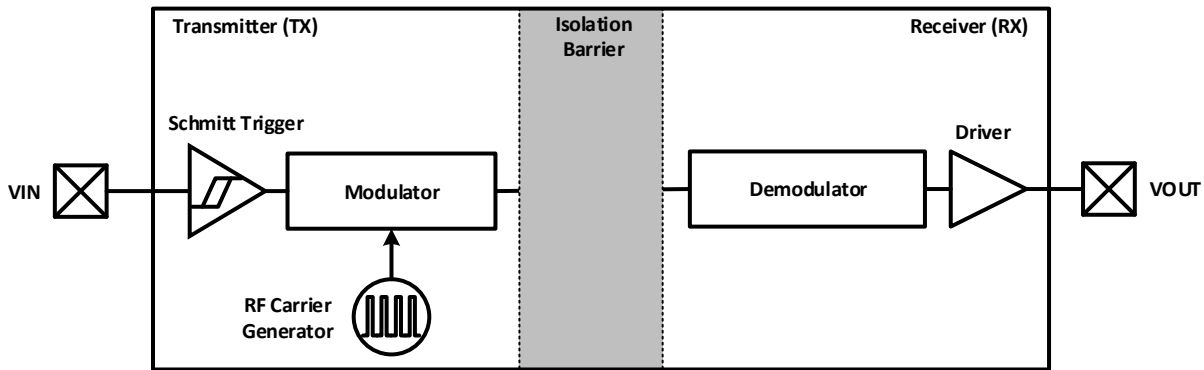 Transmitter (TX)
Isolation
Barrier
Receiver (RX)
Schmitt Trigger
Driver
VIN
Modulator
Demodulator
VOUT
RF Carrier
Generator